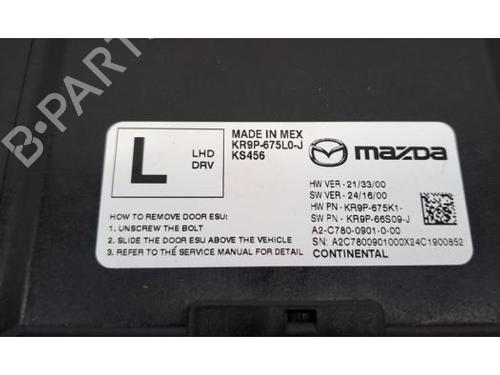 L
LHD
DRV
MADE IN MEX
KR9P-675L0-J
KS456
mazda
HW VER - 21/33/00
SW VER - 24/16/00
HW PN - KR9P-675K1-
SW PN - KR9P-66S09-J
A2-C780-0901-0-00
SN: A2C7800901000X24C1900852
CONTINENTAL
HOW TO REMOVE DOOR ESU:
1. UNSCREW THE BOLT
2. SLIDE THE DOOR ESU ABOVE THE VEHICLE
3. REFER TO THE SERVICE MANUAL FOR DETAIL
B-PARTS